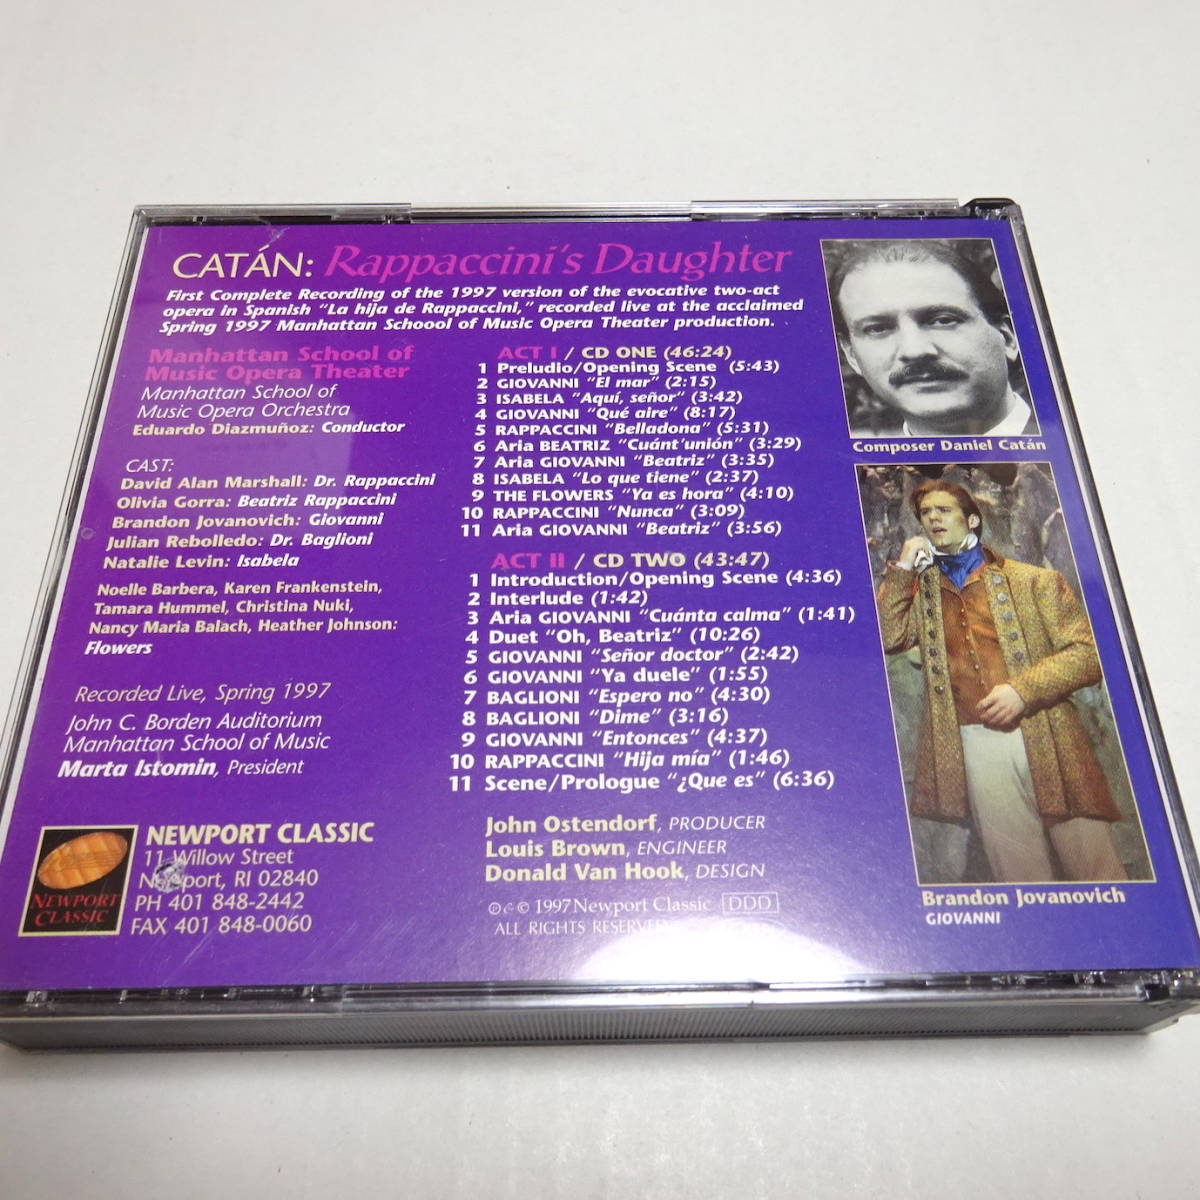 CATÁN: Rappaccini's Daughter
First Complete Recording of the 1997 version of the evocative two-act
opera in Spanish "La hija de Rappaccini," recorded live at the acclaimed
Spring 1997 Manhattan Schoool of Music Opera Theater production.
Manhattan School of
Music Opera Theater
Manhattan School of
Music Opera Orchestra
Eduardo Diazmuñoz: Conductor
CAST:
David Alan Marshall: Dr. Rappaccini
Olivia Gorra: Beatriz Rappaccini
Brandon Jovanovich: Giovanni
Julian Rebolledo: Dr. Baglioni
Natalie Levin: Isabela
Noelle Barbera, Karen Frankenstein,
Tamara Hummel, Christina Nuki,
Nancy Maria Balach, Heather Johnson:
Flowers
Recorded Live, Spring 1997
John C. Borden Auditorium
Manhattan School of Music
Marta Istomin, President
NEWPORT CLASSIC
NEWPORT CLASSIC
11 Willow Street
Newport, RI 02840
PH 401 848-2442
FAX 401 848-0060
ACT I / CD ONE (46:24)
1 Preludio/Opening Scene (5:43)
2 GIOVANNI "El mar" (2:15)
3 ISABELA "Aquí, señor" (3:42)
4 GIOVANNI "Qué aire" (8:17)
5 RAPPACCINI "Belladona" (5:31)
6 Aria BEATRIZ "Cuánt'unión" (3:29)
7 Aria GIOVANNI "Beatriz" (3:35)
8 ISABELA "Lo que tiene" (2:37)
9 THE FLOWERS "Ya es hora" (4:10)
10 RAPPACCINI "Nunca" (3:09)
11 Aria GIOVANNI "Beatriz" (3:56)
ACT II / CD TWO (43:47)
1 Introduction/Opening Scene (4:36)
2 Interlude (1:42)
3 Aria GIOVANNI "Cuánta calma" (1:41)
4 Duet "Oh, Beatriz" (10:26)
5 GIOVANNI "Señor doctor" (2:42)
6 GIOVANNI "Ya duele" (1:55)
7 BAGLIONI "Espero no" (4:30)
8 BAGLIONI "Dime" (3:16)
9 GIOVANNI "Entonces" (4:37)
10 RAPPACCINI "Hija mía" (1:46)
11 Scene/Prologue "¿Que es" (6:36)
John Ostendorf, PRODUCER
Louis Brown, ENGINEER
Donald Van Hook, DESIGN
℗ © 1997 Newport Classic DDD
ALL RIGHTS RESERVED
Composer Daniel Catán
Brandon Jovanovich
GIOVANNI